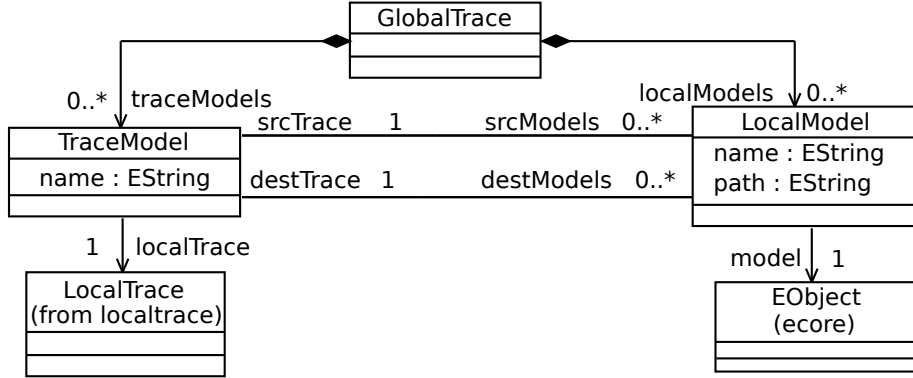 GlobalTrace
0..* traceModels
localModels 0..*
srcTrace 1 srcModels 0..*
TraceModel
LocalModel
name : EString
name : EString
path : EString
destTrace 1 destModels 0..*
1 localTrace
model 1
LocalTrace
(from localtrace)
EObject
(ecore)